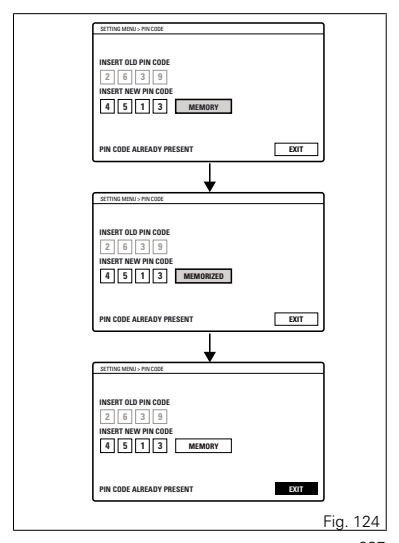 SETTING MENU > PIN CODE
INSERT OLD PIN CODE
2 6 3 9
INSERT NEW PIN CODE
4 5 1 3 MEMORY
PIN CODE ALREADY PRESENT EXIT
SETTING MENU > PIN CODE
INSERT OLD PIN CODE
2 6 3 9
INSERT NEW PIN CODE
4 5 1 3 MEMORIZED
PIN CODE ALREADY PRESENT EXIT
SETTING MENU > PIN CODE
INSERT OLD PIN CODE
2 6 3 9
INSERT NEW PIN CODE
4 5 1 3 MEMORY
PIN CODE ALREADY PRESENT EXIT
Fig. 124